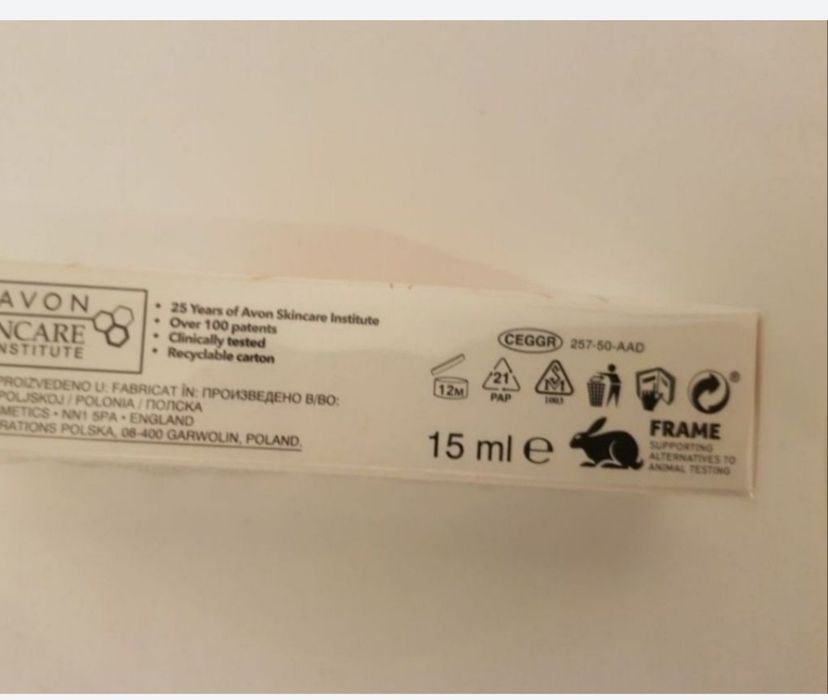 AVON
NCARE
NSTITUTE
• 25 Years of Avon Skincare Institute
• Over 100 patents
• Clinically tested
• Recyclable carton
PROIZVEDENO U: FABRICAT ÎN: ПРОИЗВЕДЕНО В/ВО:
POLJSKOJ / POLONIA / ПОЛСКА
METICS • NN1 5PA • ENGLAND
RATIONS POLSKA, 08-400 GARWOLIN, POLAND.
CEGGR 257-50-AAD
12M
21
PAP
1003
15 ml e
FRAME
SUPPORTING
ALTERNATIVES TO
ANIMAL TESTING